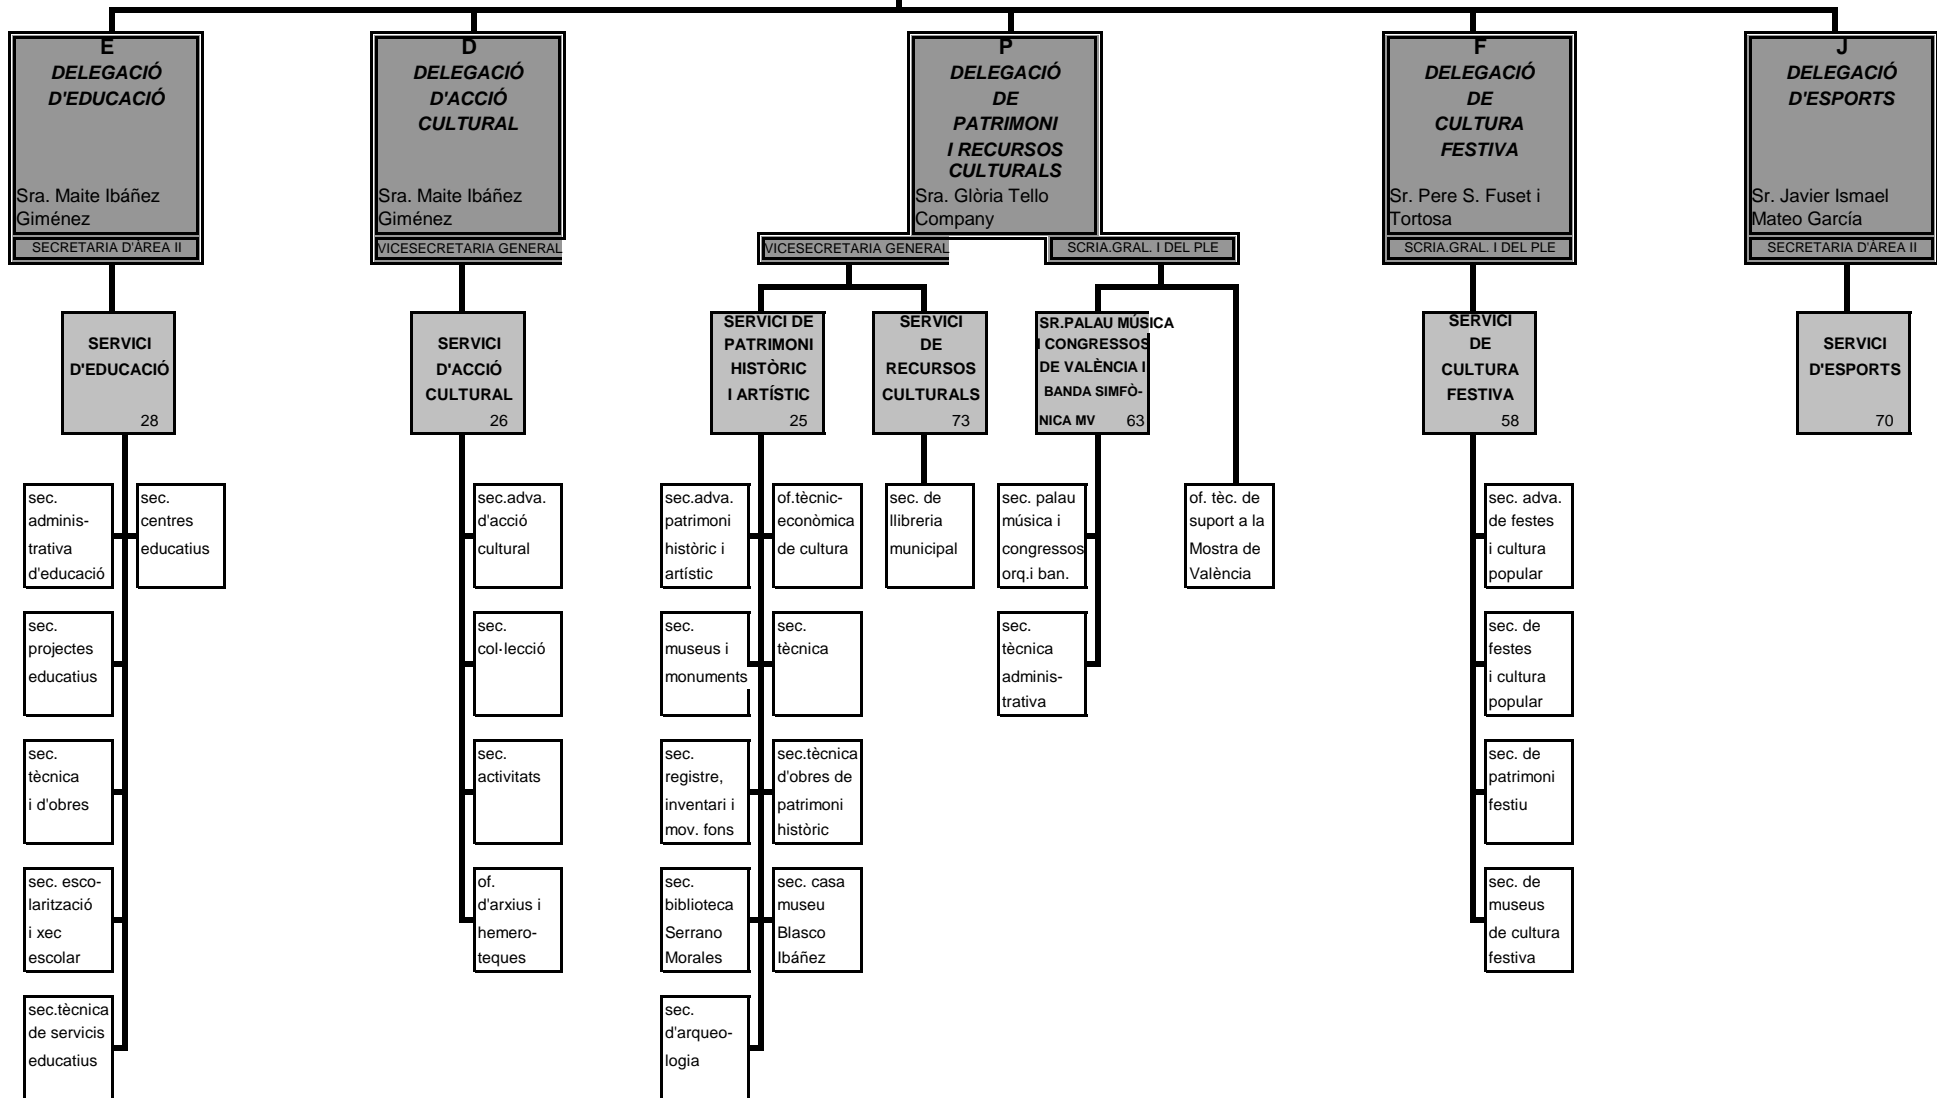 E
DELEGACIÓ
D'EDUCACIÓ
Sra. Maite Ibáñez
Giménez
SECRETARIA D'ÀREA II
D
DELEGACIÓ
D'ACCIÓ
CULTURAL
Sra. Maite Ibáñez
Giménez
VICESECRETARIA GENERAL
P
DELEGACIÓ
DE
PATRIMONI
I RECURSOS
CULTURALS
Sra. Glòria Tello
Company
VICESECRETARIA GENERAL
SCRIA.GRAL. I DEL PLE
F
DELEGACIÓ
DE
CULTURA
FESTIVA
Sr. Pere S. Fuset i
Tortosa
SCRIA.GRAL. I DEL PLE
J
DELEGACIÓ
D'ESPORTS
Sr. Javier Ismael
Mateo García
SECRETARIA D'ÀREA II
SERVICI
D'EDUCACIÓ
28
SERVICI
D'ACCIÓ
CULTURAL
26
SERVICI DE
PATRIMONI
HISTÒRIC
I ARTÍSTIC
25
SERVICI
DE
RECURSOS
CULTURALS
73
SR.PALAU MÚSICA
I CONGRESSOS
DE VALÈNCIA I
BANDA SIMFÒ-
NICA MV 63
SERVICI
DE
CULTURA
FESTIVA
58
SERVICI
D'ESPORTS
70
sec.
adminis-
trativa
d'educació
sec.
centres
educatius
sec.
projectes
educatius
sec.
tècnica
i d'obres
sec. esco-
larització
i xec
escolar
sec.tècnica
de servicis
educatius
sec.adva.
d'acció
cultural
sec.
col·lecció
sec.
activitats
of.
d'arxius i
hemero-
teques
sec.adva.
patrimoni
històric i
artístic
of.tècnic-
econòmica
de cultura
sec.
museus i
monuments
sec.
tècnica
sec.
registre,
inventari i
mov. fons
sec.tècnica
d'obres de
patrimoni
històric
sec.
biblioteca
Serrano
Morales
sec. casa
museu
Blasco
Ibáñez
sec.
d'arqueo-
logia
sec. de
llibreria
municipal
sec. palau
música i
congressos
orq.i ban.
sec.
tècnica
adminis-
trativa
of. tèc. de
suport a la
Mostra de
València
sec. adva.
de festes
i cultura
popular
sec. de
festes
i cultura
popular
sec. de
patrimoni
festiu
sec. de
museus
de cultura
festiva